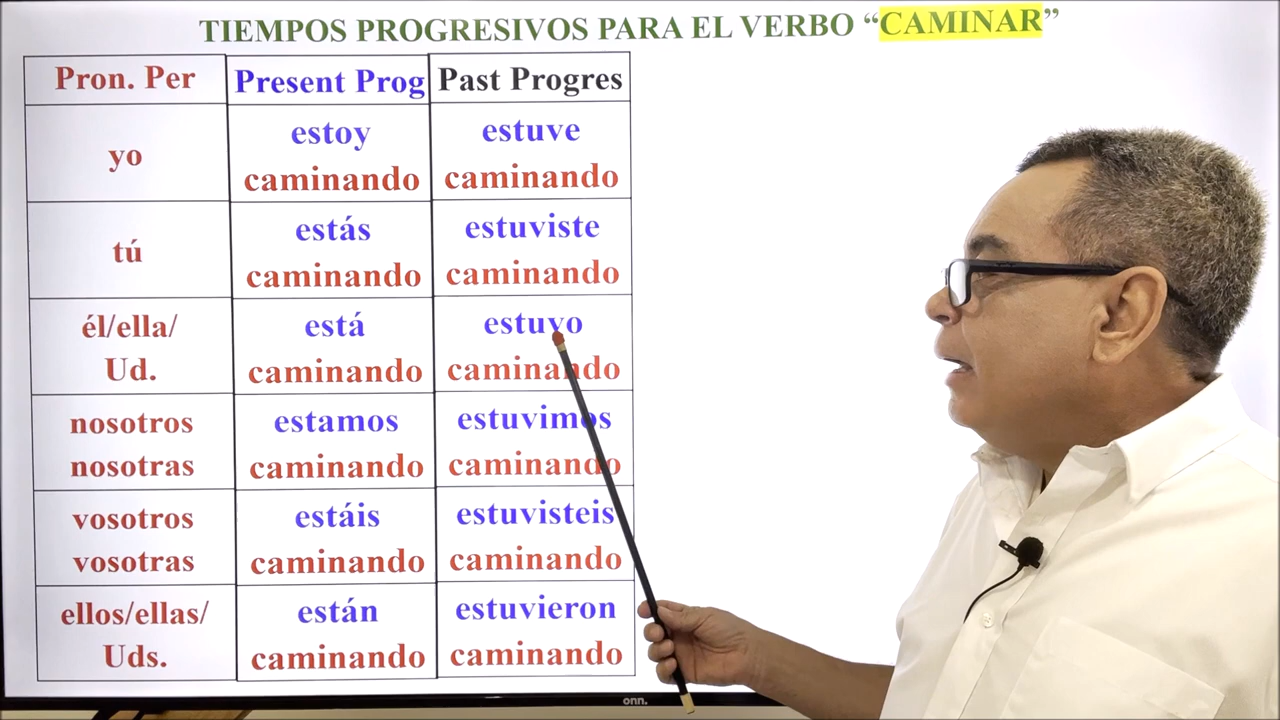 TIEMPOS PROGRESIVOS PARA EL VERBO “CAMINAR”
Pron. Per Present Prog Past Progres
yo
estoy
caminando
estuve
caminando
tú
estás
caminando
estuviste
caminando
él/ella/
Ud.
está
caminando
estuvo
caminando
nosotros
nosotras
estamos
caminando
estuvimos
caminando
vosotros
vosotras
estáis
caminando
estuvisteis
caminando
ellos/ellas/
Uds.
están
caminando
estuvieron
caminando
onn.